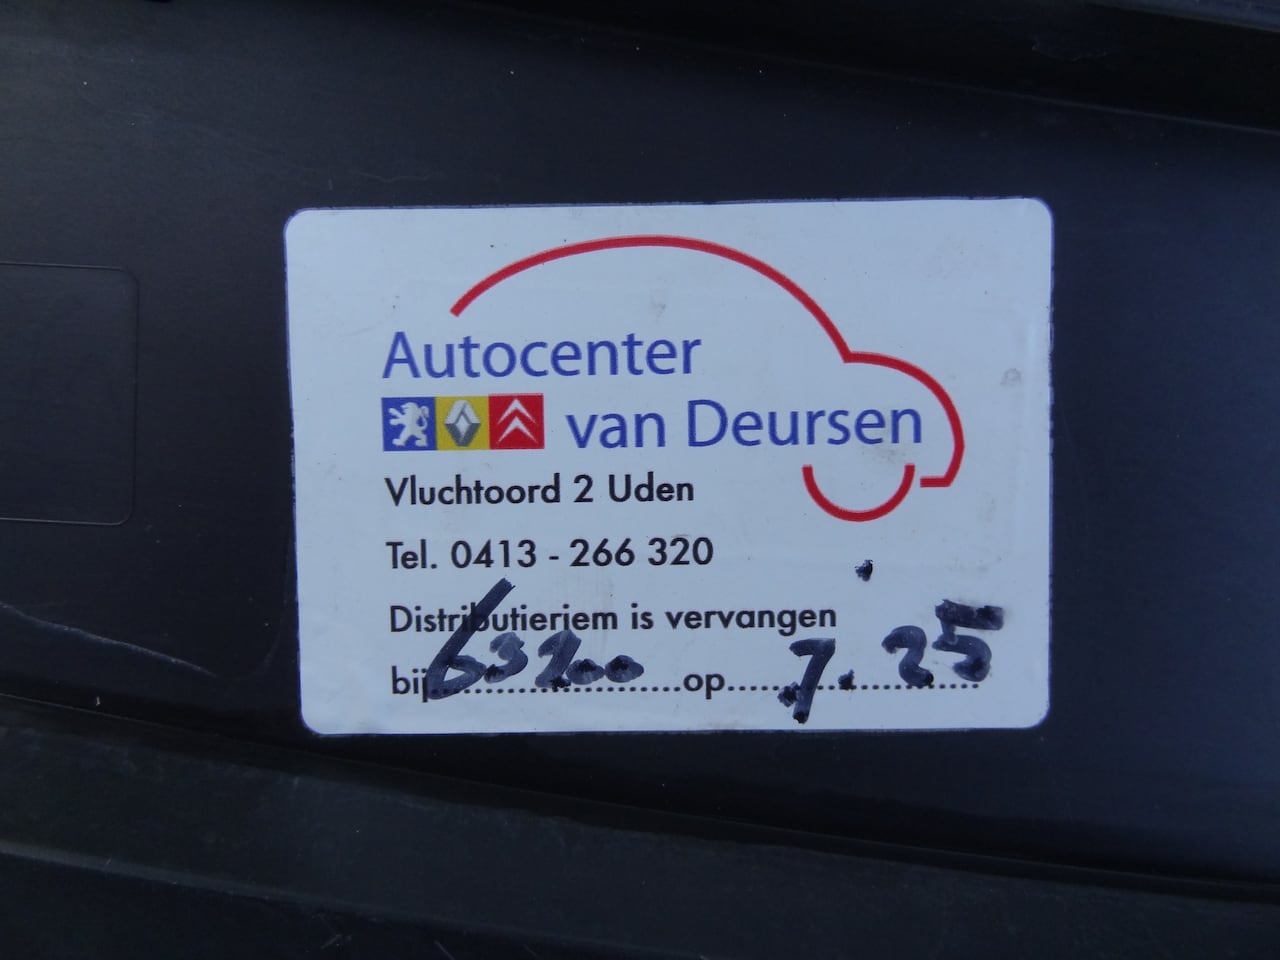 Autocenter
van Deursen
Vluchtoord 2 Uden
Tel. 0413 - 266 320
Distributieriem is vervangen
bij 63200 op 7. 25